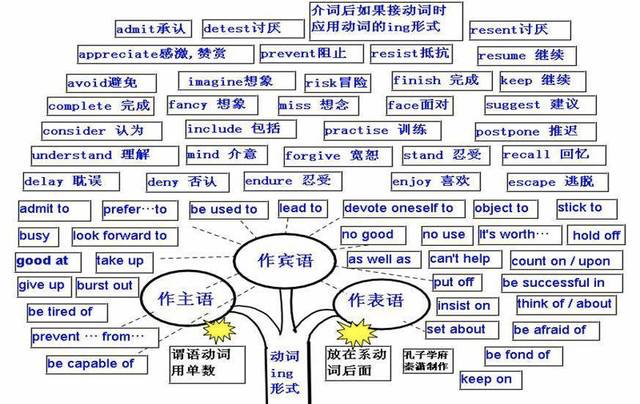 介词后如果接动词时
应用动词的ing形式
admit承认
detest讨厌
resent讨厌
appreciate感激,赞赏
prevent阻止
resist抵抗
resume 继续
avoid避免
imagine想象
risk冒险
finish 完成
keep 继续
complete 完成
fancy 想象
miss 想念
face面对
suggest 建议
consider 认为
include 包括
practise 训练
postpone 推迟
understand 理解
mind 介意
forgive 宽恕
stand 忍受
recall 回忆
delay 耽误
deny 否认
endure 忍受
enjoy 喜欢
escape 逃脱
admit to
prefer⋯to
be used to
lead to
devote oneself to
object to
stick to
busy
look forward to
no good
no use
It's worth⋯
hold off
作宾语
good at
take up
as well as
can't help
count on / upon
give up
burst out
作主语
作表语
put off
be successful in
be tired of
insist on
think of / about
prevent ⋯ from⋯
set about
be afraid of
be capable of
谓语动词
用单数
动词
ing
形式
放在系动
词后面
孔子学府
秦潇制作
be fond of
keep on